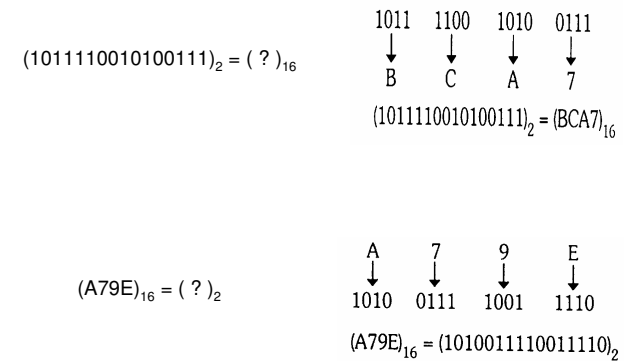 (1011110010100111)₂ = ( ? )₁₆
1011 1100 1010 0111
B C A 7
(1011110010100111)₂ = (BCA7)₁₆
(A79E)₁₆ = ( ? )₂
A 7 9 E
1010 0111 1001 1110
(A79E)₁₆ = (1010011110011110)₂